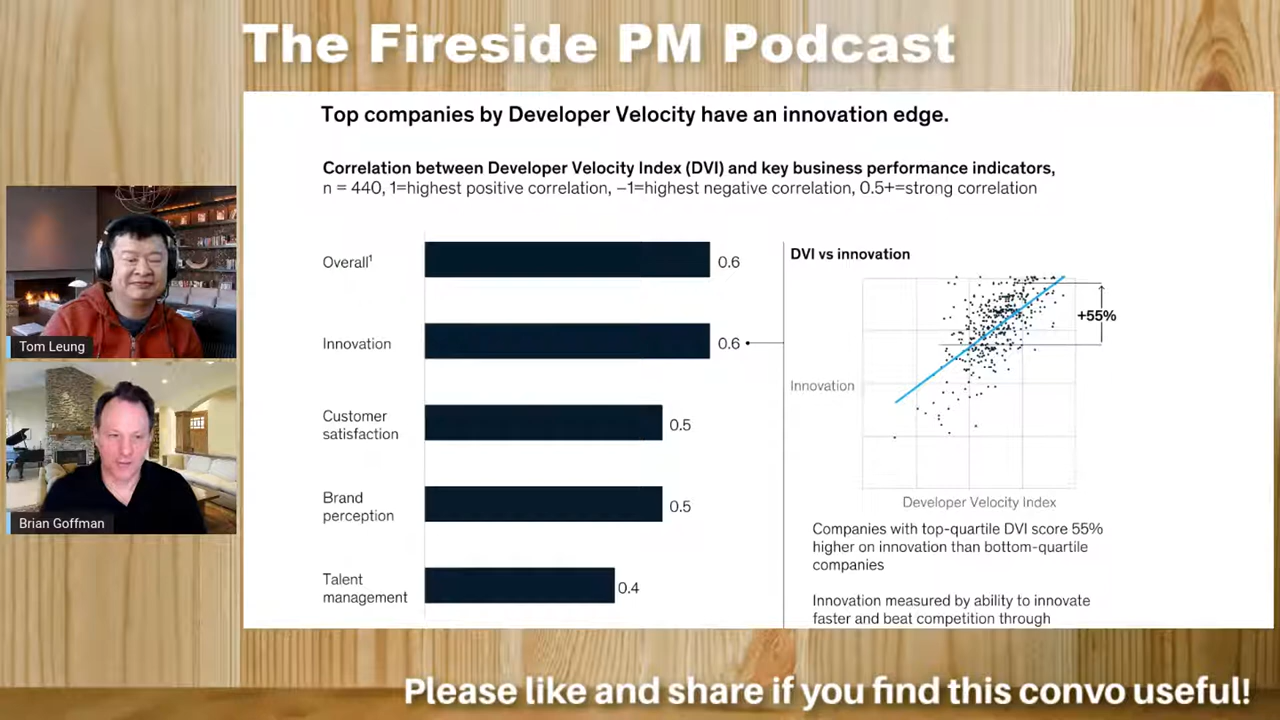 The Fireside PM Podcast
Top companies by Developer Velocity have an innovation edge.
Correlation between Developer Velocity Index (DVI) and key business performance indicators,
n = 440, 1=highest positive correlation, −1=highest negative correlation, 0.5+=strong correlation
Overall¹
0.6
Innovation
0.6
Customer
satisfaction
0.5
Brand
perception
0.5
Talent
management
0.4
DVI vs innovation
+55%
Innovation
Developer Velocity Index
Companies with top-quartile DVI score 55%
higher on innovation than bottom-quartile
companies
Innovation measured by ability to innovate
faster and beat competition through
Tom Leung
Brian Goffman
Please like and share if you find this convo useful!